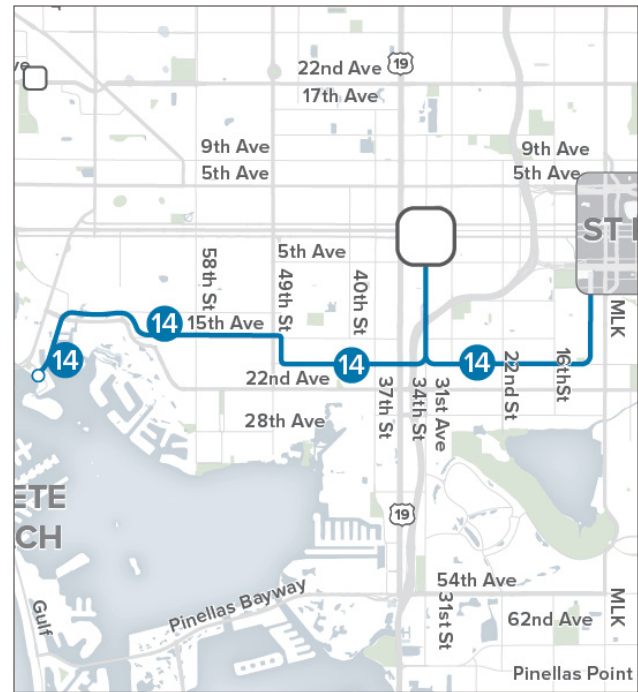 22nd Ave
19
17th Ave
ve
9th Ave
9th Ave
5th Ave
5th Ave
ST
5th Ave
58th St
49th St
40th St
MLK
14
15th Ave
14
14
14
22nd Ave
37th St
34th St
31st Ave
22nd St
16thSt
28th Ave
ETE
CH
19
54th Ave
Pinellas Bayway
31st St
62nd Ave
MLK
Gulf
Pinellas Point